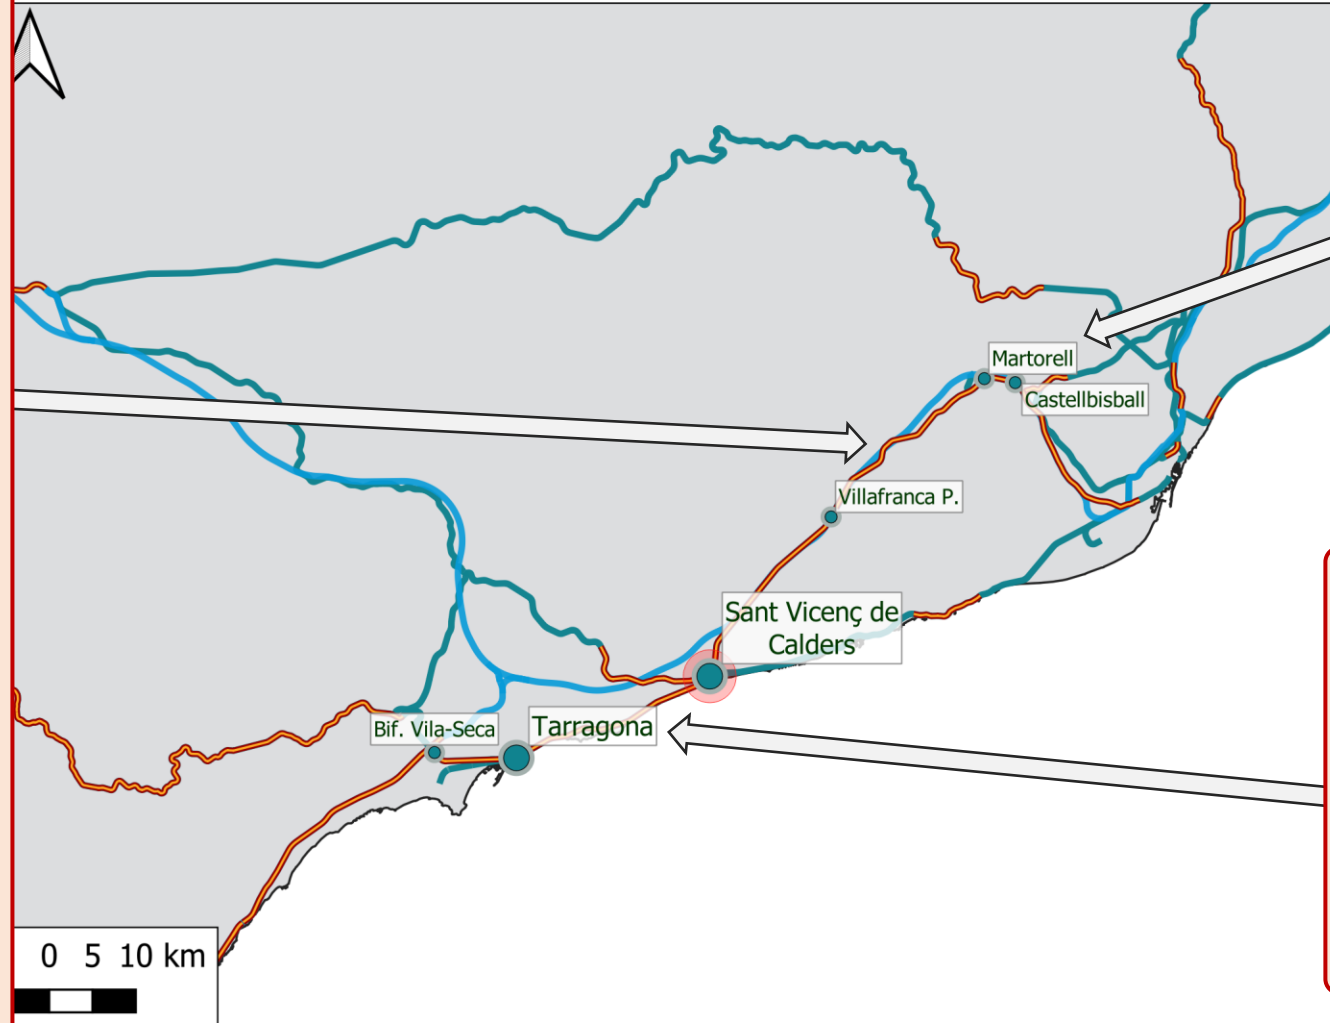 Martorell
Castellbisball
Villafranca P.
Sant Vicenç de
Calders
Tarragona
Bif. Vila-Seca
0 5 10 km